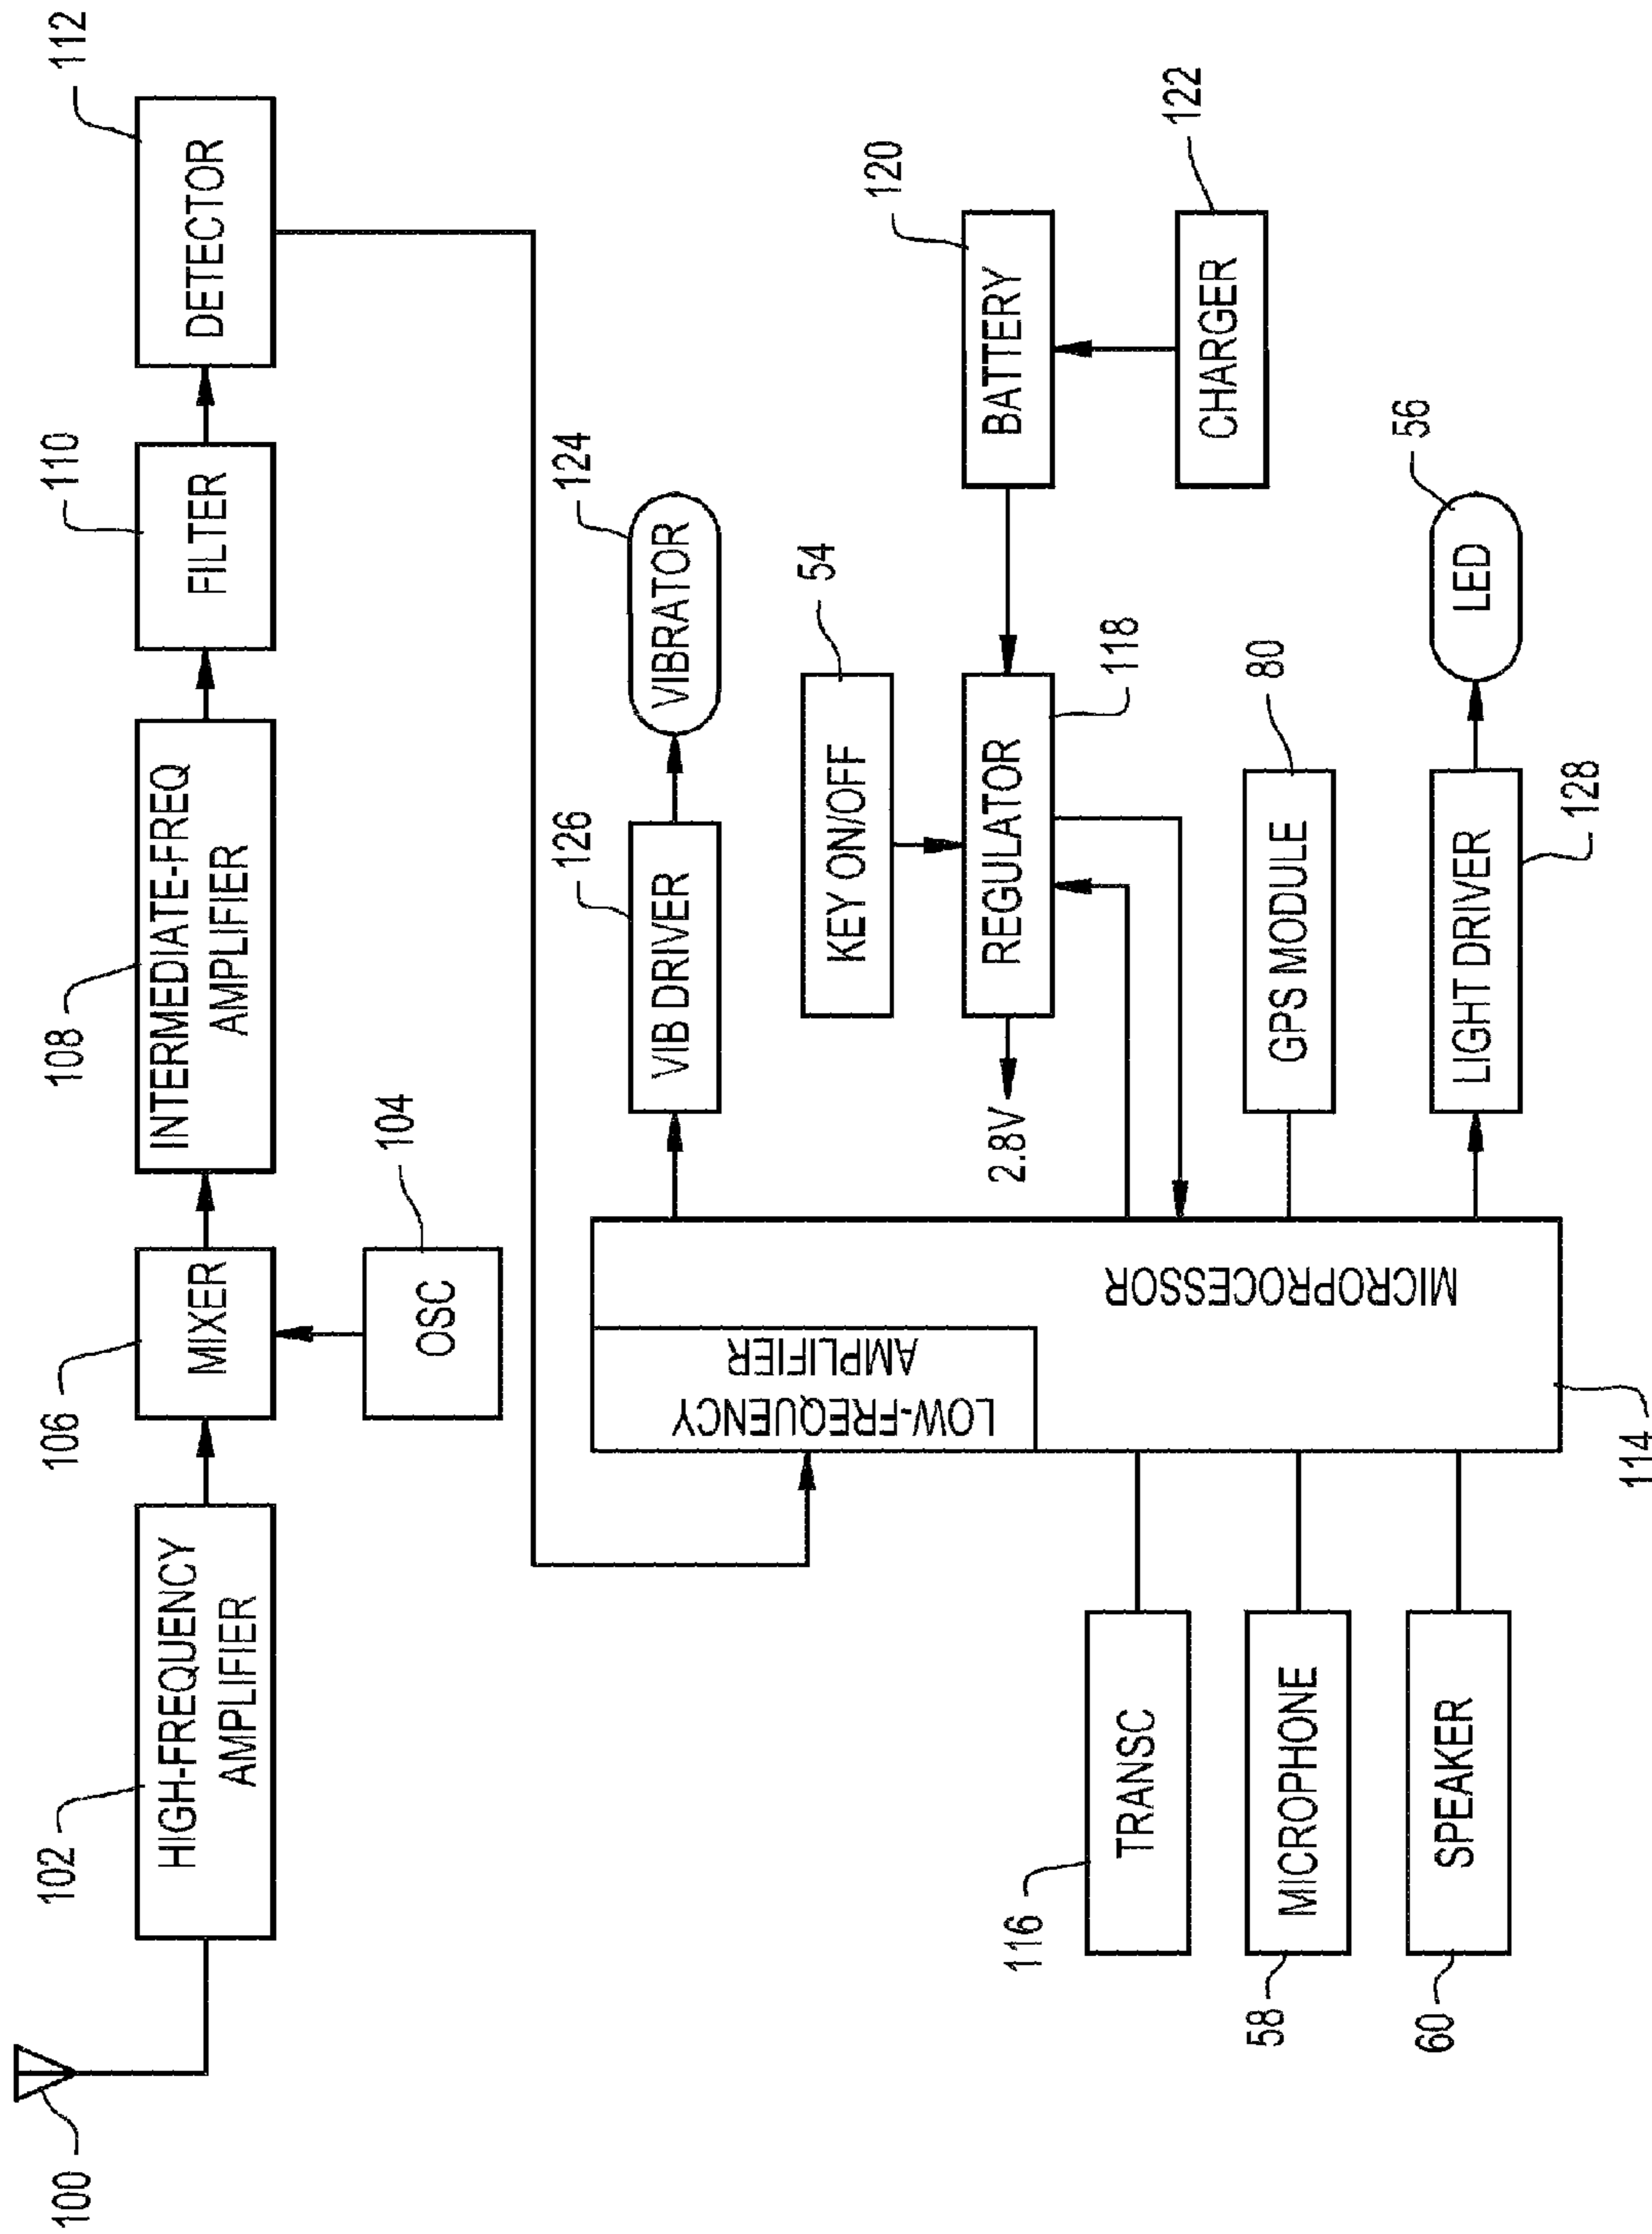 100
102
HIGH-FREQUENCY
AMPLIFIER
106
MIXER
OSC
104
108
INTERMEDIATE-FREQ
AMPLIFIER
110
FILTER
112
DETECTOR
LOW-FREQUENCY
AMPLIFIER
MICROPROCESSOR
114
126
VIB DRIVER
124
VIBRATOR
54
KEY ON/OFF
2.8V
REGULATOR
118
120
BATTERY
122
CHARGER
80
GPS MODULE
LIGHT DRIVER
128
56
LED
116
TRANSC
58
MICROPHONE
60
SPEAKER